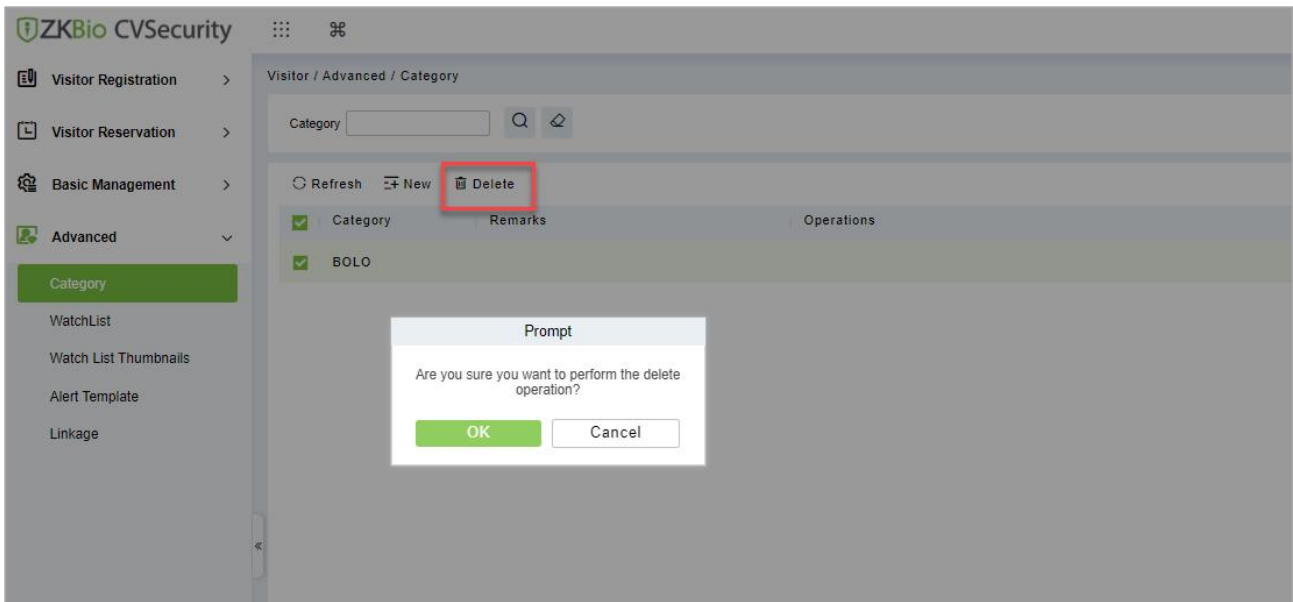 ZKBio CVSecurity
Visitor Registration
Visitor Reservation
Basic Management
Advanced
Category
WatchList
Watch List Thumbnails
Alert Template
Linkage
Visitor / Advanced / Category
Category
Refresh New Delete
Category Remarks Operations
BOLO
Prompt
Are you sure you want to perform the delete
operation?
OK Cancel